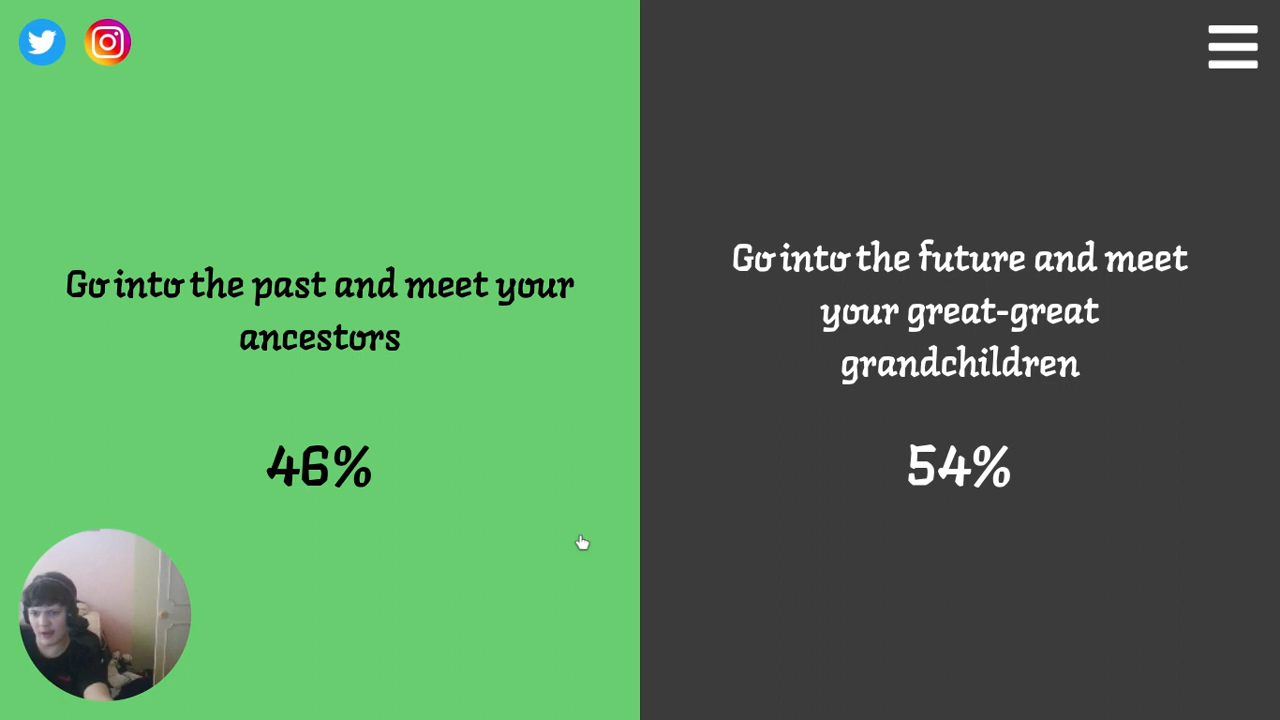 Go into the past and meet your
ancestors
46%
Go into the future and meet
your great-great
grandchildren
54%